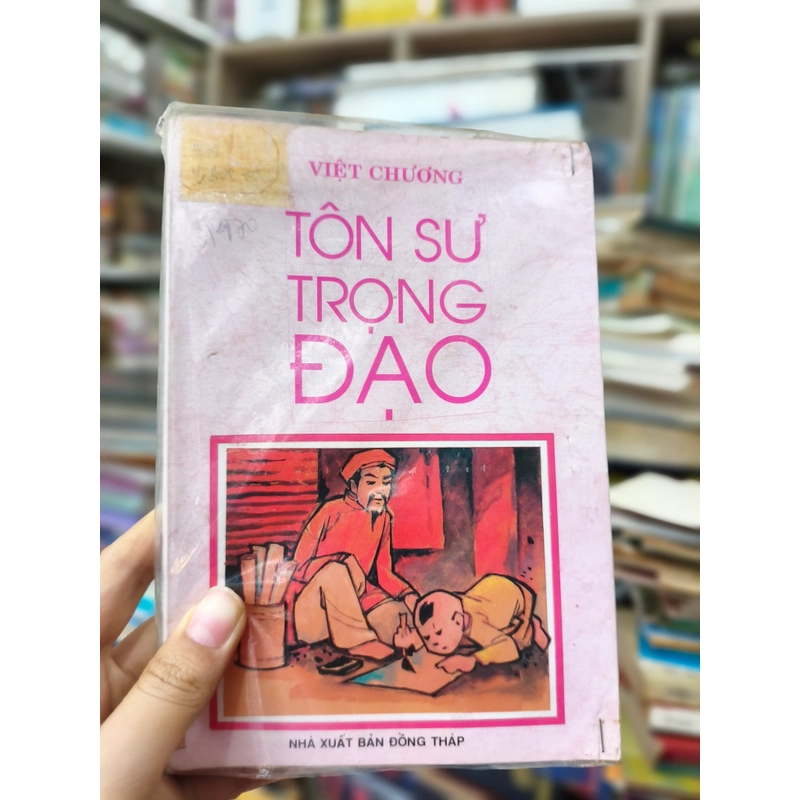 VIỆT CHƯƠNG
TÔN SƯ
TRỌNG
ĐẠO
NHÀ XUẤT BẢN ĐỒNG THÁP